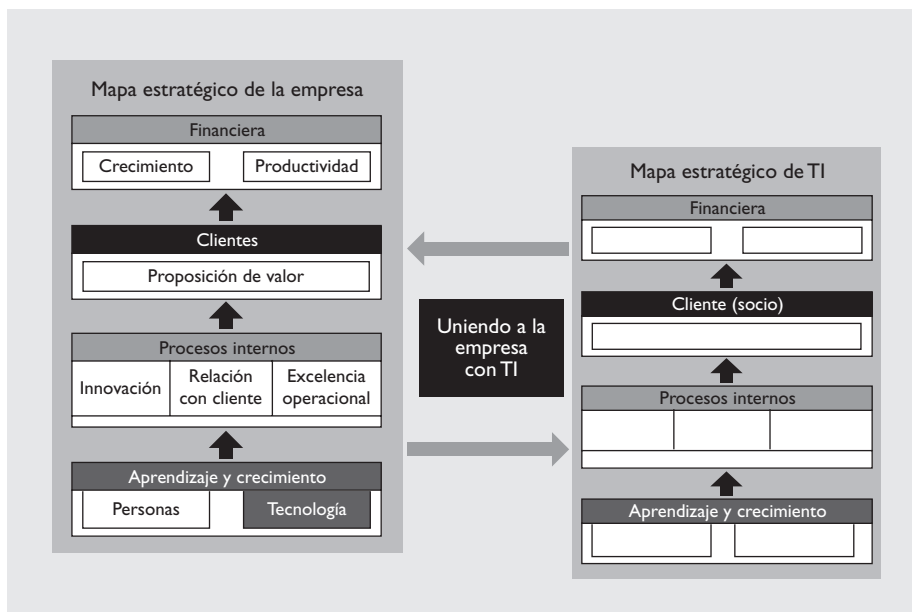 Mapa estratégico de la empresa
Financiera
Crecimiento
Productividad
Clientes
Proposición de valor
Procesos internos
Innovación
Relación
con cliente
Excelencia
operacional
Aprendizaje y crecimiento
Personas
Tecnología
Uniendo a la
empresa
con TI
Mapa estratégico de TI
Financiera
Cliente (socio)
Procesos internos
Aprendizaje y crecimiento